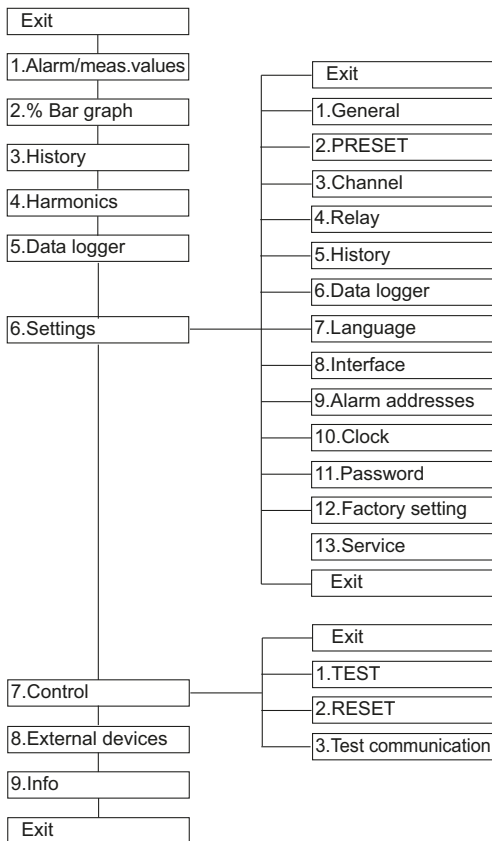 Exit
1.Alarm/meas.values
2.% Bar graph
3.History
4.Harmonics
5.Data logger
6.Settings
7.Control
8.External devices
9.Info
Exit
Exit
1.General
2.PRESET
3.Channel
4.Relay
5.History
6.Data logger
7.Language
8.Interface
9.Alarm addresses
10.Clock
11.Password
12.Factory setting
13.Service
Exit
Exit
1.TEST
2.RESET
3.Test communication